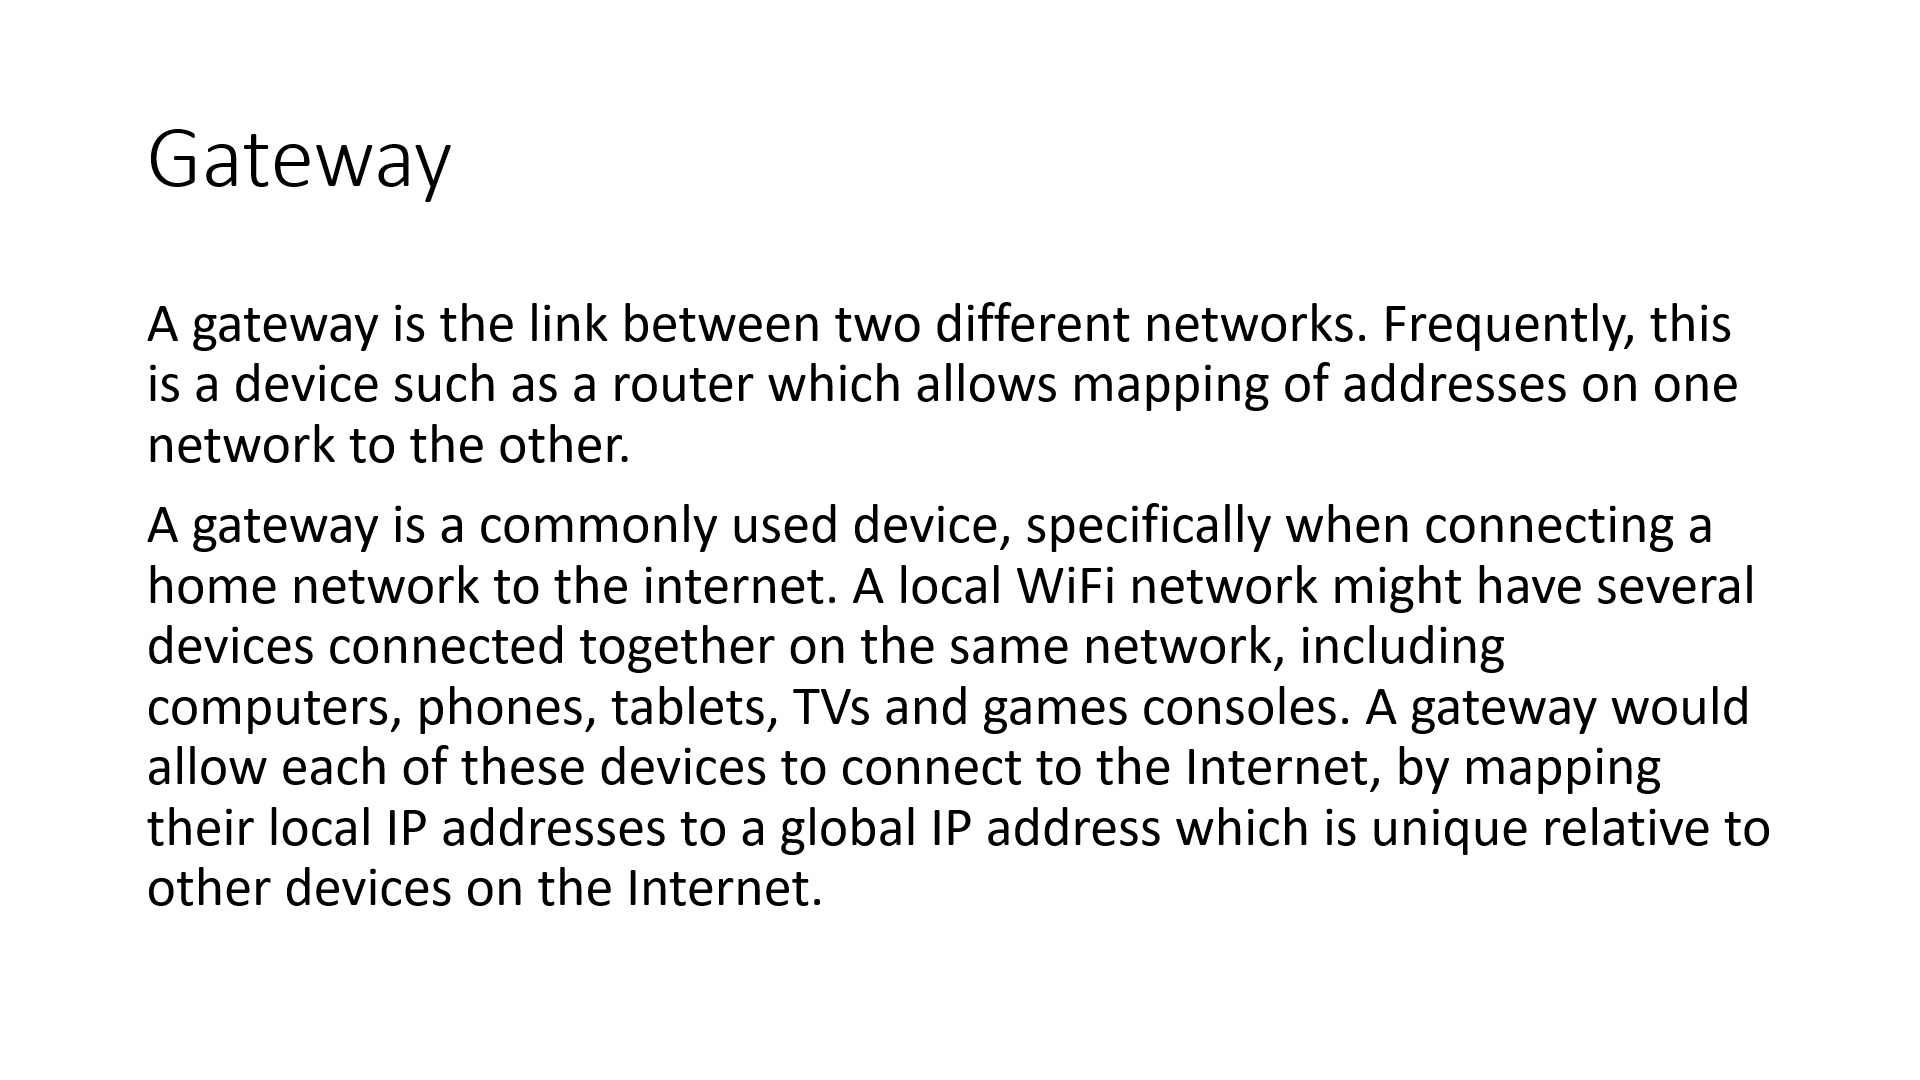 Gateway
A gateway is the link between two different networks. Frequently, this
is a device such as a router which allows mapping of addresses on one
network to the other.
A gateway is a commonly used device, specifically when connecting a
home network to the internet. A local WiFi network might have several
devices connected together on the same network, including
computers, phones, tablets, TVs and games consoles. A gateway would
allow each of these devices to connect to the Internet, by mapping
their local IP addresses to a global IP address which is unique relative to
other devices on the Internet.